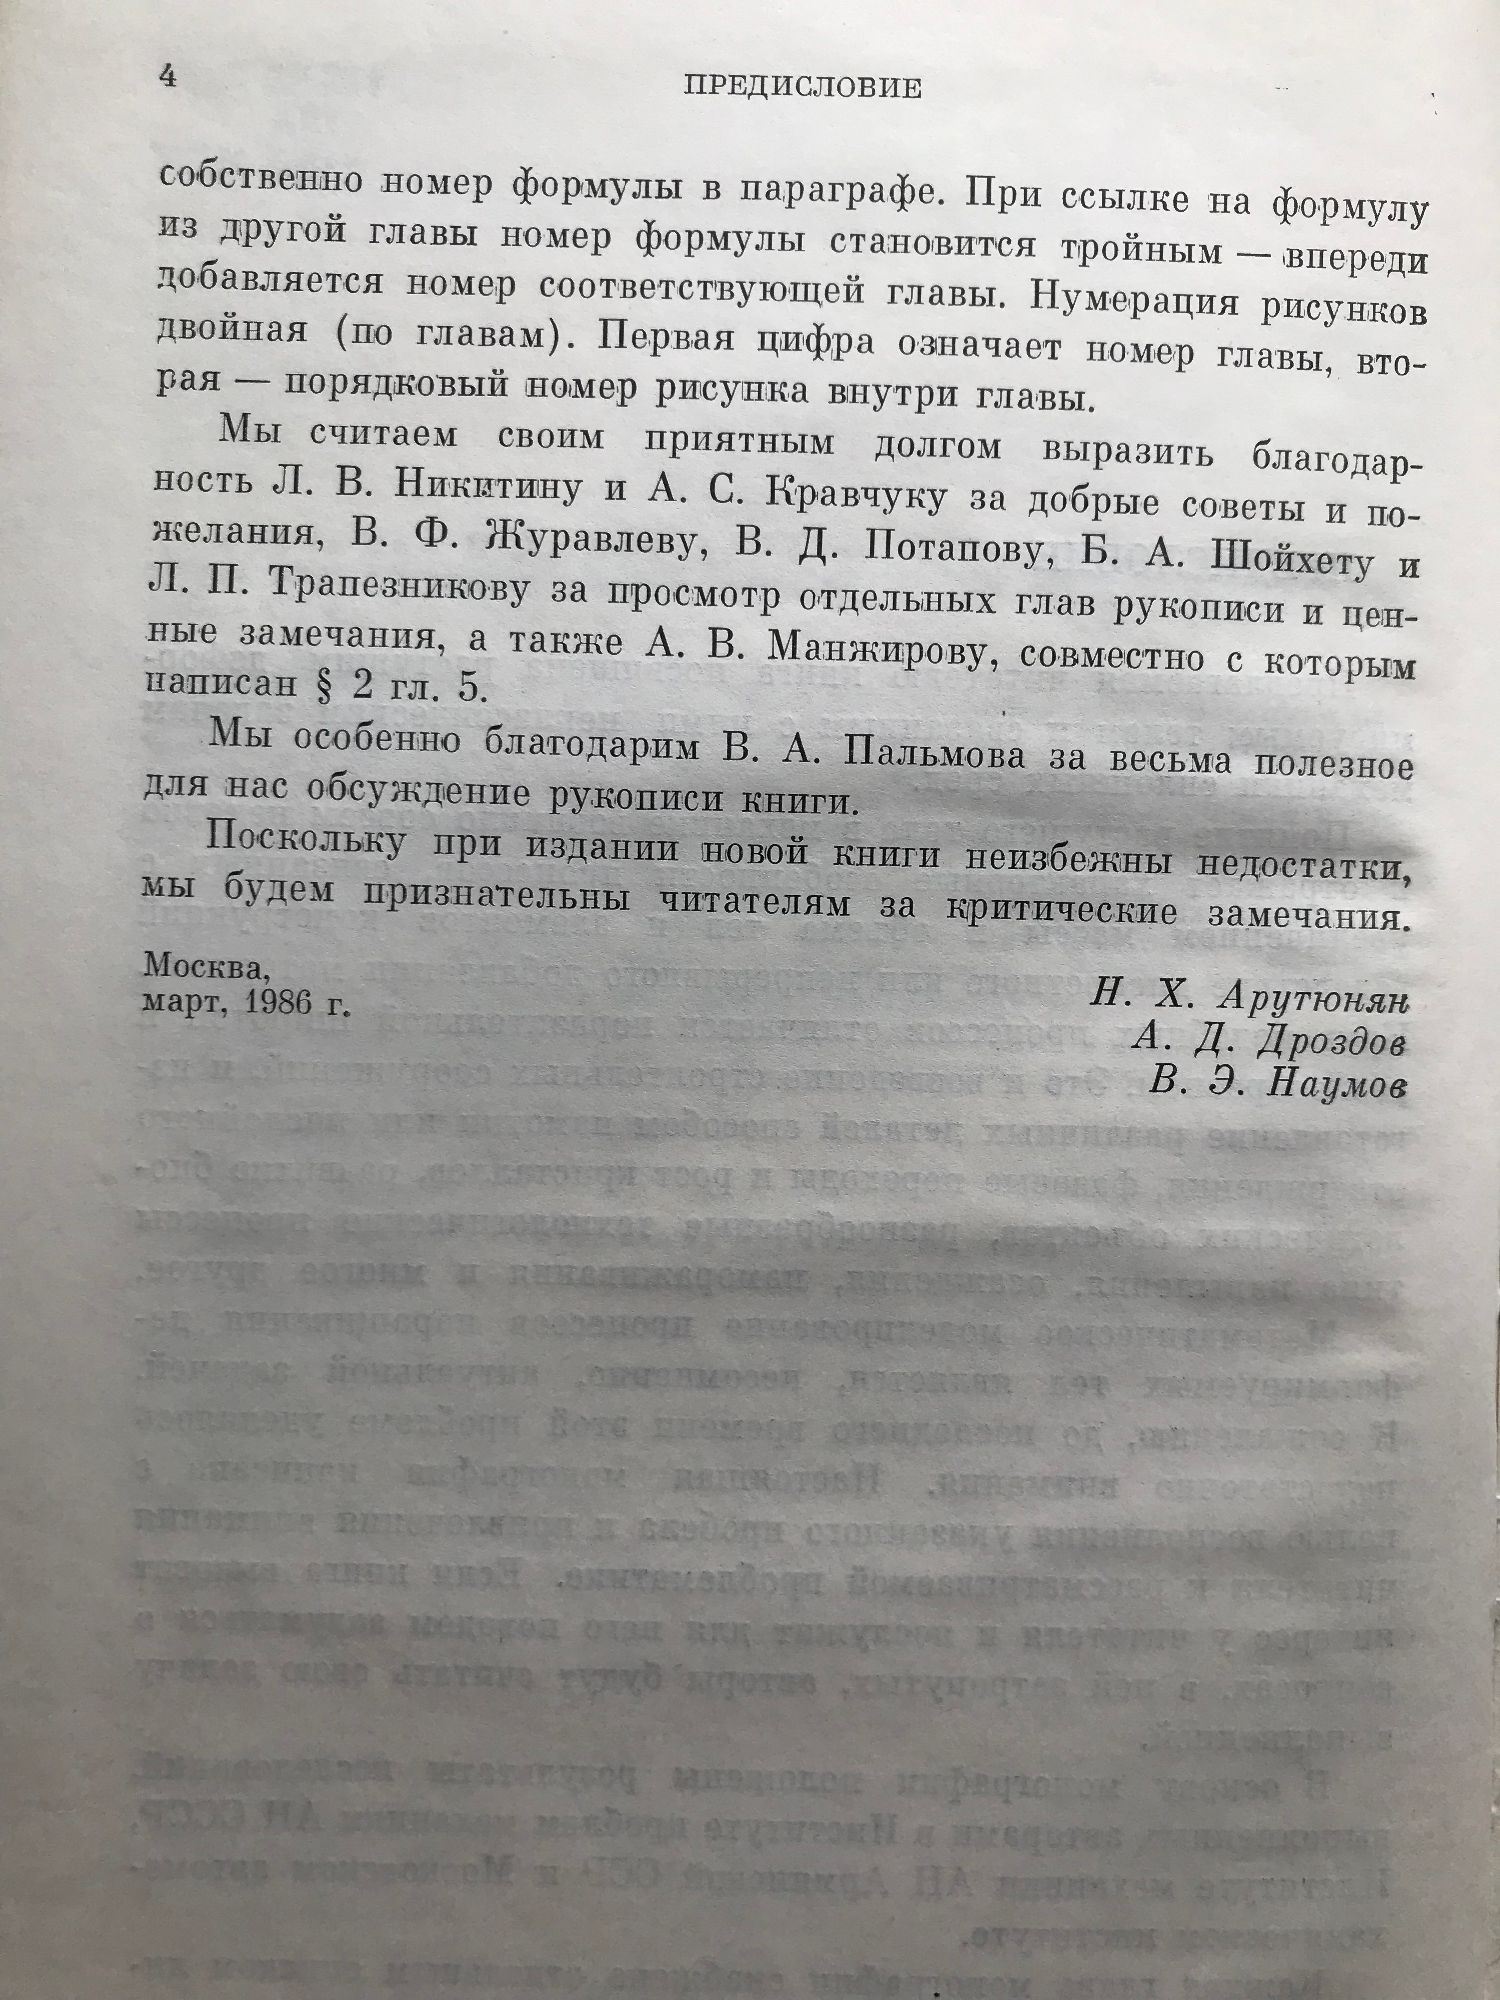 4
ПРЕДИСЛОВИЕ
собственно номер формулы в параграфе. При ссылке на формулу
из другой главы номер формулы становится тройным — впереди
добавляется номер соответствующей главы. Нумерация рисунков
двойная (по главам). Первая цифра означает номер главы, вто-
рая — порядковый номер рисунка внутри главы.
Мы считаем своим приятным долгом выразить благодар-
ность Л. В. Никитину и А. С. Кравчуку за добрые советы и по-
желания, В. Ф. Журавлеву, В. Д. Потапову, Б. А. Шойхету и
Л. П. Трапезникову за просмотр отдельных глав рукописи и цен-
ные замечания, а также А. В. Манжирову, совместно с которым
написан § 2 гл. 5.
Мы особенно благодарим В. А. Пальмова за весьма полезное
для нас обсуждение рукописи книги.
Поскольку при издании новой книги неизбежны недостатки,
мы будем признательны читателям за критические замечания.
Москва,
март, 1986 г.
Н. Х. Арутюнян
А. Д. Дроздов
В. Э. Наумов